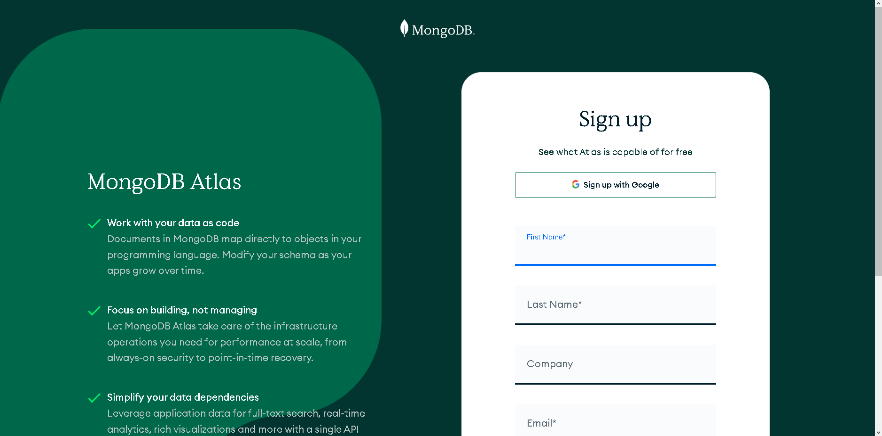 MongoDB.
MongoDB Atlas
Work with your data as code
Documents in MongoDB map directly to objects in your
programming language. Modify your schema as your
apps grow over time.
Focus on building, not managing
Let MongoDB Atlas take care of the infrastructure
operations you need for performance at scale, from
always-on security to point-in-time recovery.
Simplify your data dependencies
Leverage application data for full-text search, real-time
analytics, rich visualizations and more with a single API
Sign up
See what Atlas is capable of for free
Sign up with Google
First Name*
Last Name*
Company
Email*